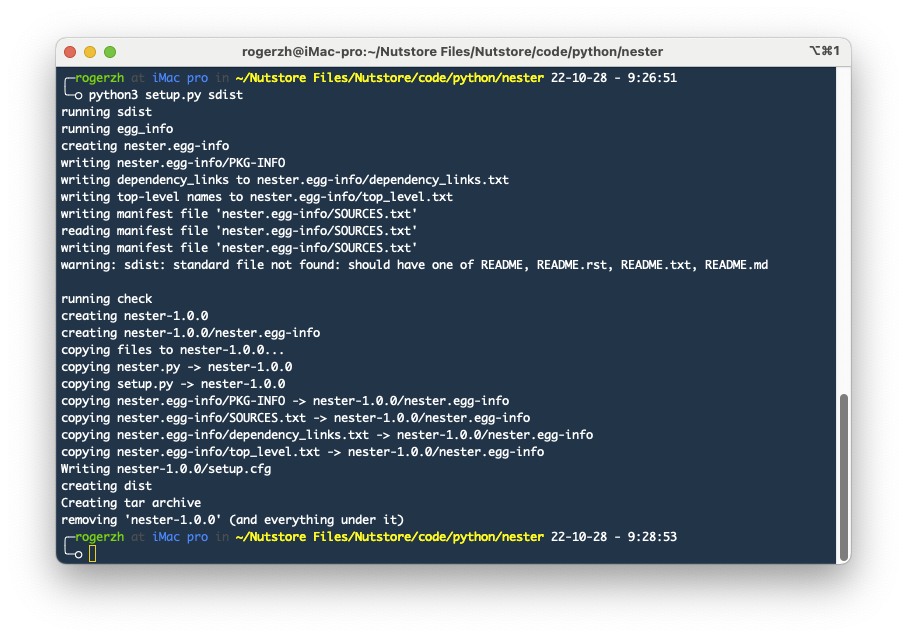 rogerzh@iMac-pro:~/Nutstore Files/Nutstore/code/python/nester
⌥⌘1
rogerzh at iMac pro in ~/Nutstore Files/Nutstore/code/python/nester 22-10-28 - 9:26:51
python3 setup.py sdist
running sdist
running egg_info
creating nester.egg-info
writing nester.egg-info/PKG-INFO
writing dependency_links to nester.egg-info/dependency_links.txt
writing top-level names to nester.egg-info/top_level.txt
writing manifest file 'nester.egg-info/SOURCES.txt'
reading manifest file 'nester.egg-info/SOURCES.txt'
writing manifest file 'nester.egg-info/SOURCES.txt'
warning: sdist: standard file not found: should have one of README, README.rst, README.txt, README.md
running check
creating nester-1.0.0
creating nester-1.0.0/nester.egg-info
copying files to nester-1.0.0...
copying nester.py -> nester-1.0.0
copying setup.py -> nester-1.0.0
copying nester.egg-info/PKG-INFO -> nester-1.0.0/nester.egg-info
copying nester.egg-info/SOURCES.txt -> nester-1.0.0/nester.egg-info
copying nester.egg-info/dependency_links.txt -> nester-1.0.0/nester.egg-info
copying nester.egg-info/top_level.txt -> nester-1.0.0/nester.egg-info
Writing nester-1.0.0/setup.cfg
creating dist
Creating tar archive
removing 'nester-1.0.0' (and everything under it)
rogerzh at iMac pro in ~/Nutstore Files/Nutstore/code/python/nester 22-10-28 - 9:28:53